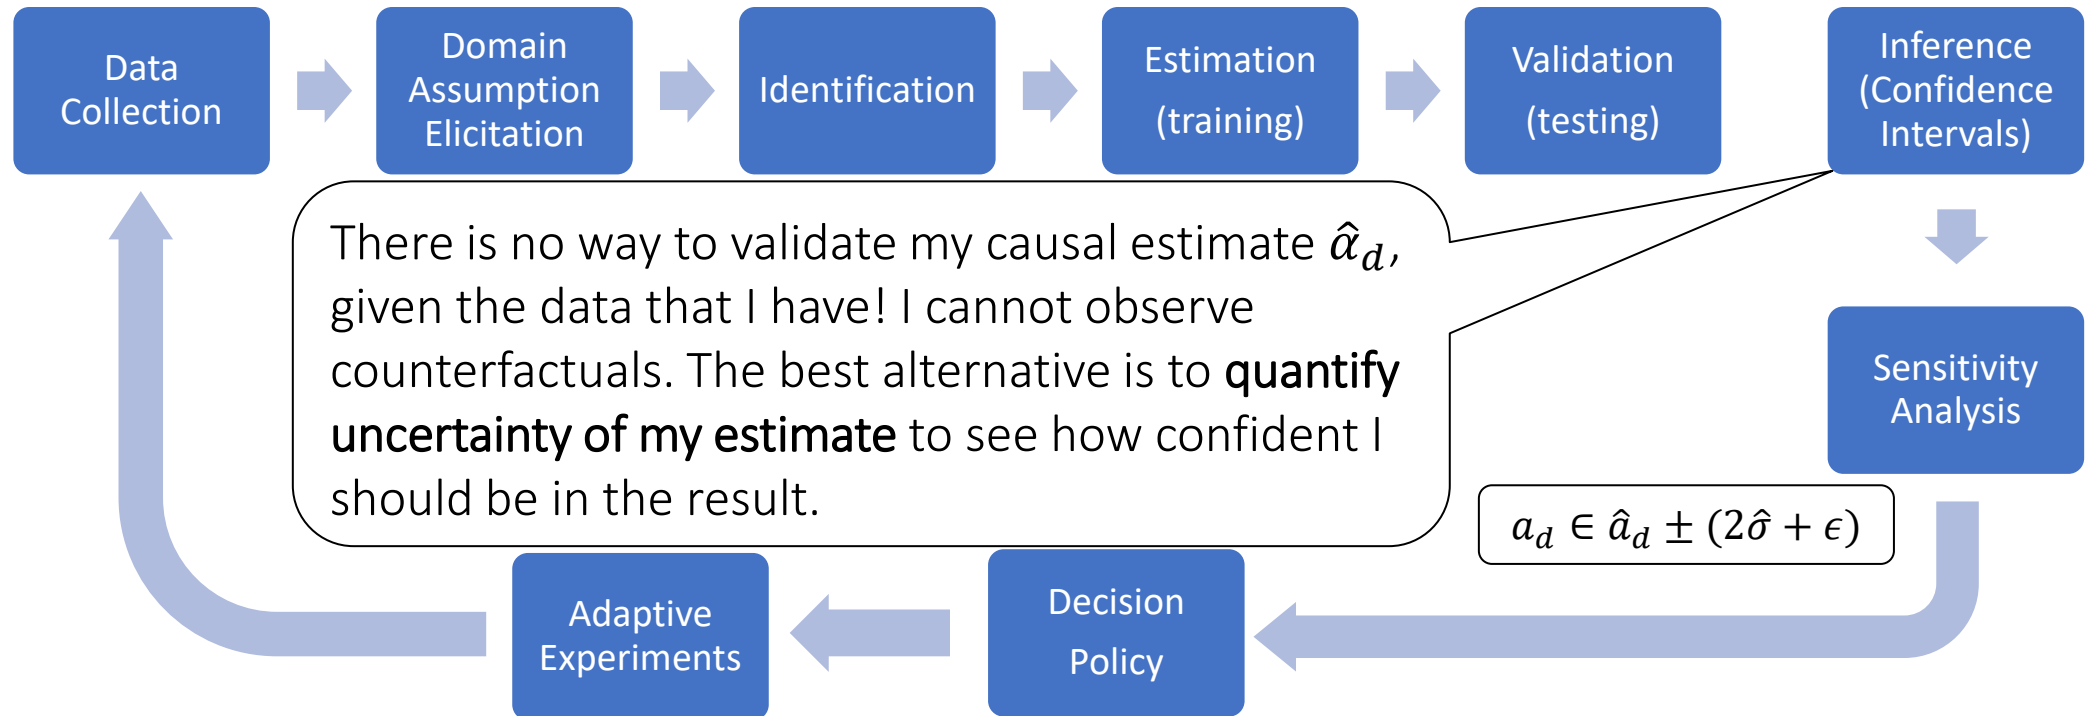 Data
Collection
Domain
Assumption
Elicitation
Identification
Estimation
(training)
Validation
(testing)
Inference
(Confidence
Intervals)
There is no way to validate my causal estimate α̂_d,
given the data that I have! I cannot observe
counterfactuals. The best alternative is to quantify
uncertainty of my estimate to see how confident I
should be in the result.
Sensitivity
Analysis
a_d ∈ â_d ± (2σ̂ + ϵ)
Decision
Policy
Adaptive
Experiments